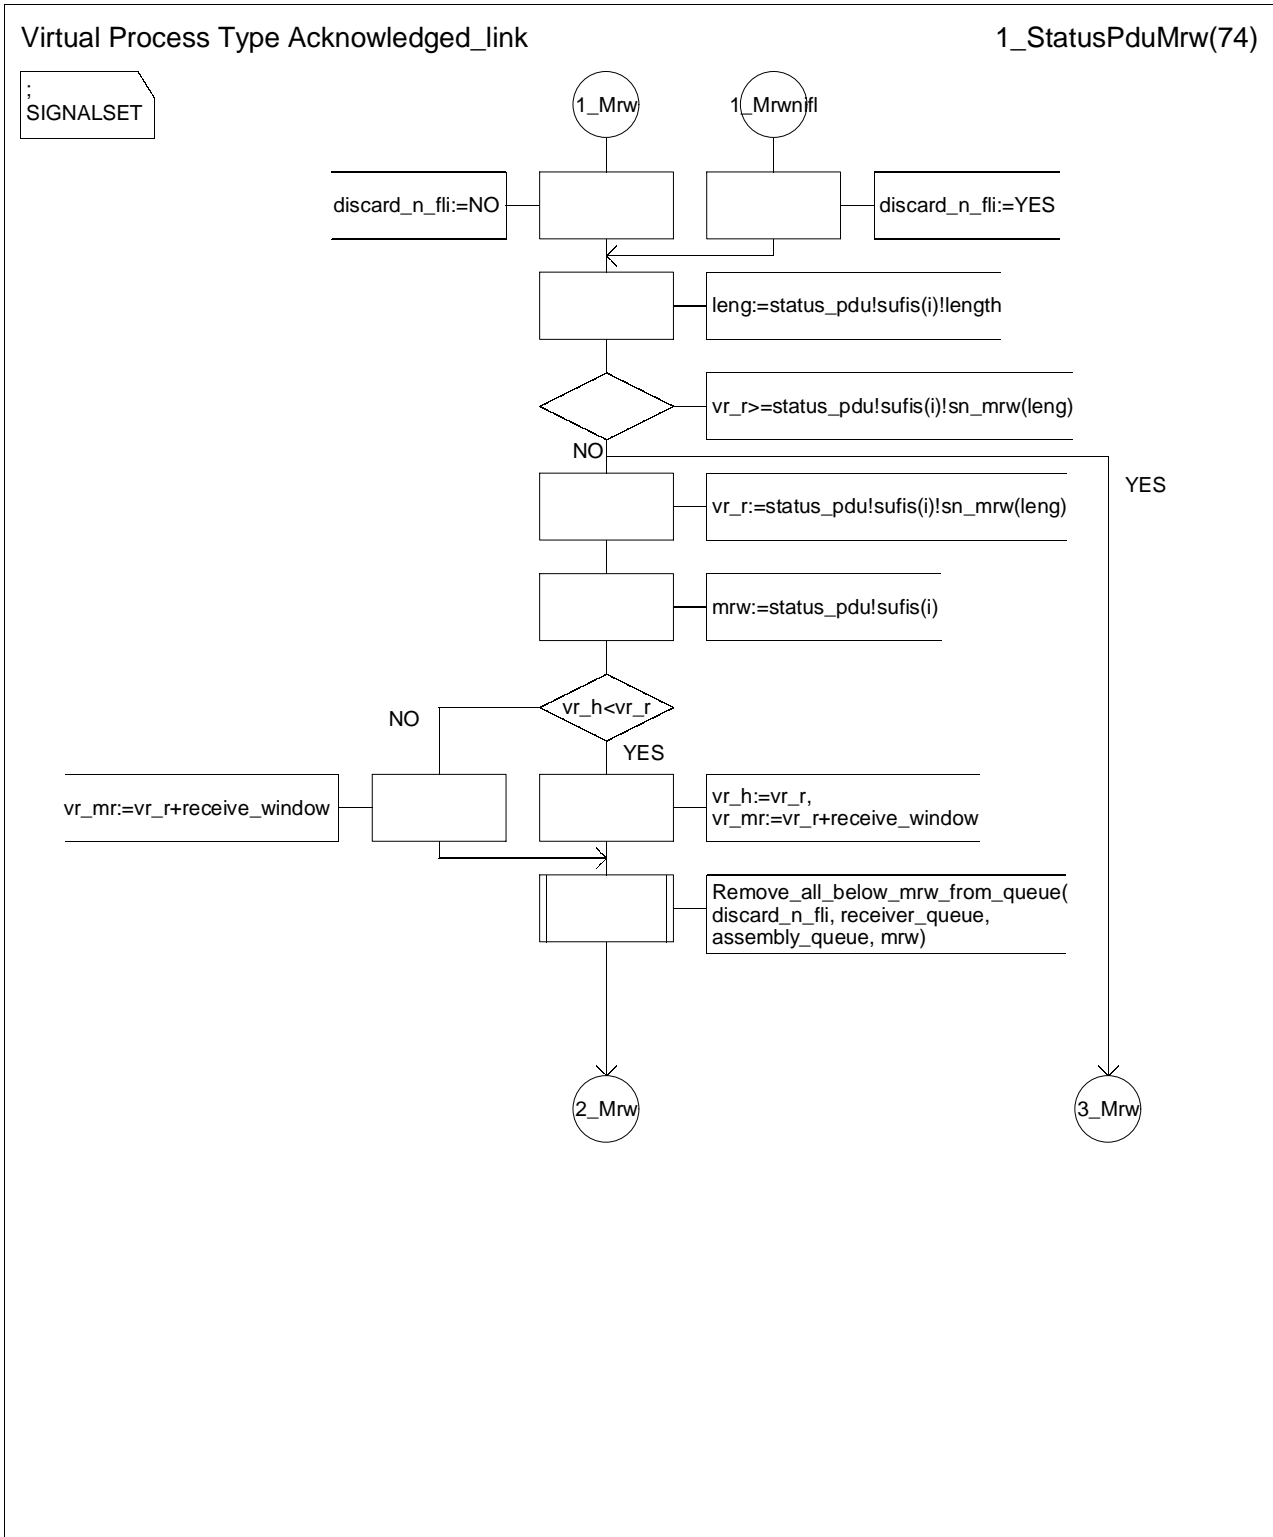 Virtual Process Type Acknowledged_link
1_StatusPduMrw(74)
;
SIGNALSET
1_Mrw
1_Mrwnifl
discard_n_fli:=NO
discard_n_fli:=YES
leng:=status_pdu!sufis(i)!length
vr_r>=status_pdu!sufis(i)!sn_mrw(leng)
NO
YES
vr_r:=status_pdu!sufis(i)!sn_mrw(leng)
mrw:=status_pdu!sufis(i)
vr_h<vr_r
NO
YES
vr_mr:=vr_r+receive_window
vr_h:=vr_r,
vr_mr:=vr_r+receive_window
Remove_all_below_mrw_from_queue(
discard_n_fli, receiver_queue,
assembly_queue, mrw)
2_Mrw
3_Mrw